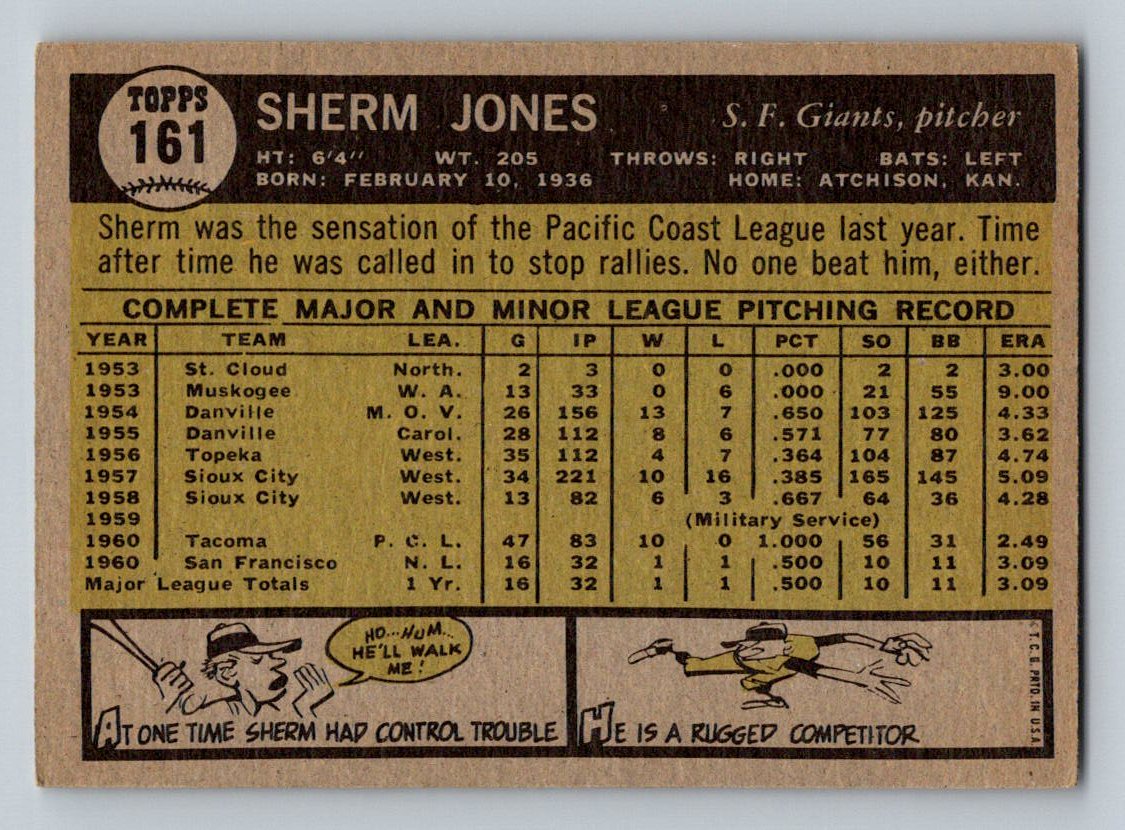 TOPPS
161
SHERM JONES S. F. Giants, pitcher
HT: 6'4" WT. 205 THROWS: RIGHT BATS: LEFT
BORN: FEBRUARY 10, 1936 HOME: ATCHISON, KAN.
Sherm was the sensation of the Pacific Coast League last year. Time
after time he was called in to stop rallies. No one beat him, either.
COMPLETE MAJOR AND MINOR LEAGUE PITCHING RECORD
YEAR TEAM LEA. G IP W L PCT SO BB ERA
1953 St. Cloud North. 2 3 0 0 .000 2 2 3.00
1953 Muskogee W. A. 13 33 0 6 .000 21 55 9.00
1954 Danville M. O. V. 26 156 13 7 .650 103 125 4.33
1955 Danville Carol. 28 112 8 6 .571 77 80 3.62
1956 Topeka West. 35 112 4 7 .364 104 87 4.74
1957 Sioux City West. 34 221 10 16 .385 165 145 5.09
1958 Sioux City West. 13 82 6 3 .667 64 36 4.28
1959 (Military Service)
1960 Tacoma P. C. L. 47 83 10 0 1.000 56 31 2.49
1960 San Francisco N. L. 16 32 1 1 .500 10 11 3.09
Major League Totals 1 Yr. 16 32 1 1 .500 10 11 3.09
HO...HUM...
HE'LL WALK
ME!
AT ONE TIME SHERM HAD CONTROL TROUBLE
HE IS A RUGGED COMPETITOR
©T. C. G. PRTD. IN U.S.A.